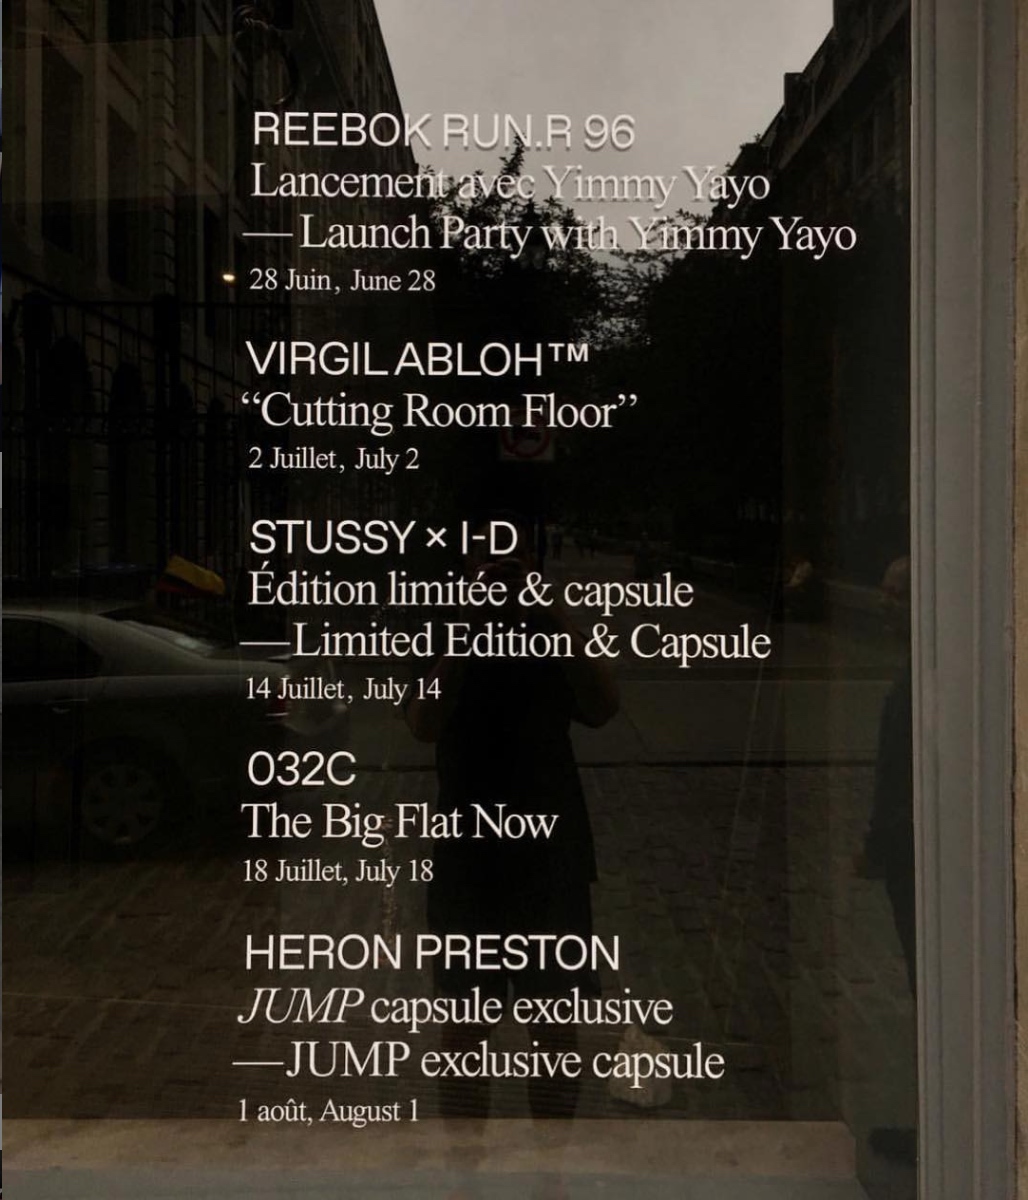 REEBOK RUN.R 96
Lancement avec Yimmy Yayo
—Launch Party with Yimmy Yayo
28 Juin, June 28
VIRGIL ABLOH™
“Cutting Room Floor”
2 Juillet, July 2
STUSSY × I-D
Édition limitée & capsule
—Limited Edition & Capsule
14 Juillet, July 14
032C
The Big Flat Now
18 Juillet, July 18
HERON PRESTON
JUMP capsule exclusive
—JUMP exclusive capsule
1 août, August 1